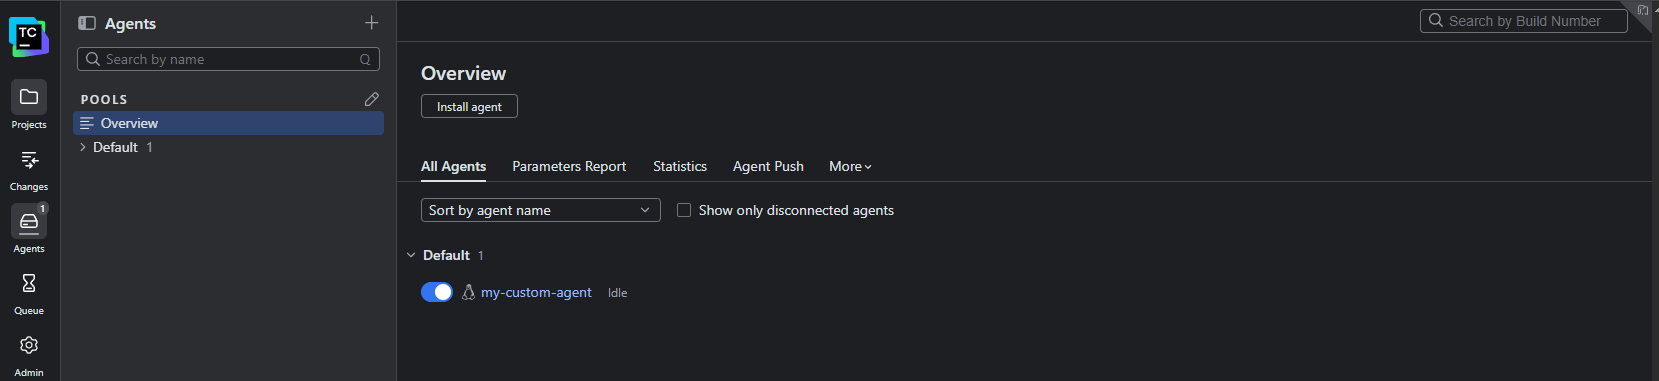 TC
Projects
Changes
1
Agents
Queue
Admin
Agents
Search by name Q
POOLS
Overview
Default 1
Search by Build Number
Overview
Install agent
All Agents Parameters Report Statistics Agent Push More
Sort by agent name Show only disconnected agents
Default 1
my-custom-agent Idle